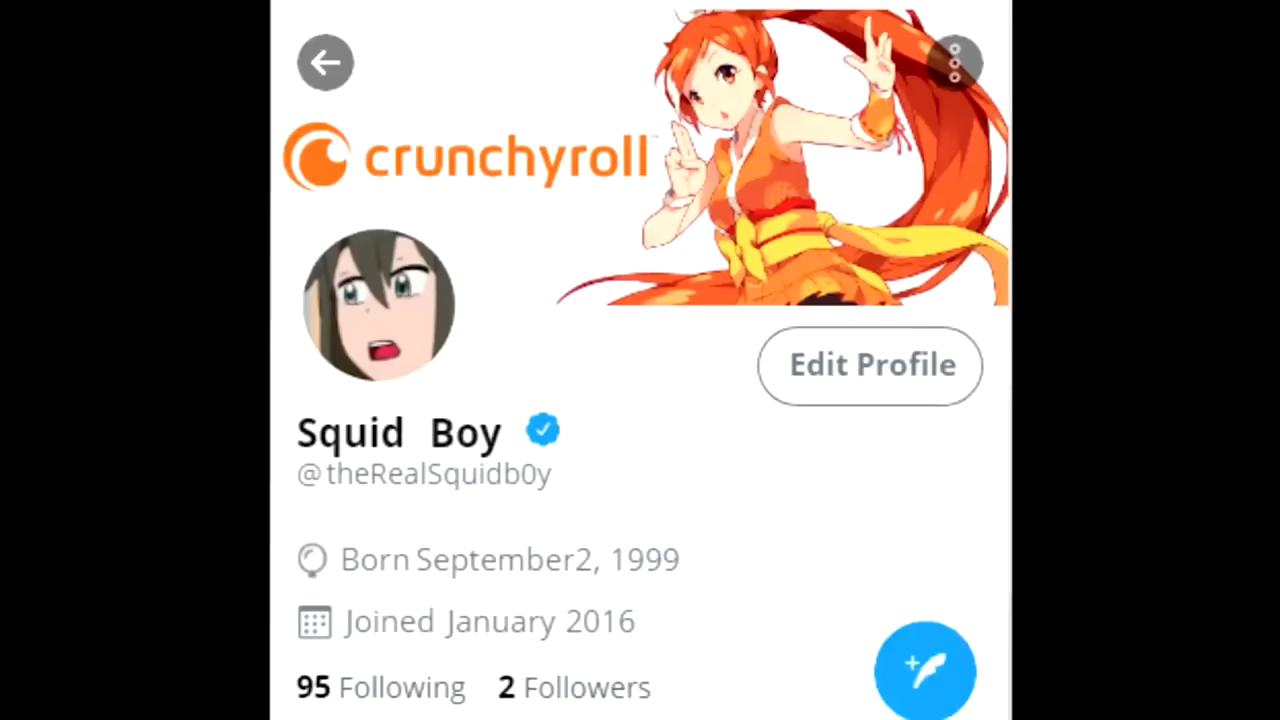 crunchyroll
Edit Profile
Squid Boy
@theRealSquidb0y
Born September2, 1999
Joined January 2016
95 Following 2 Followers